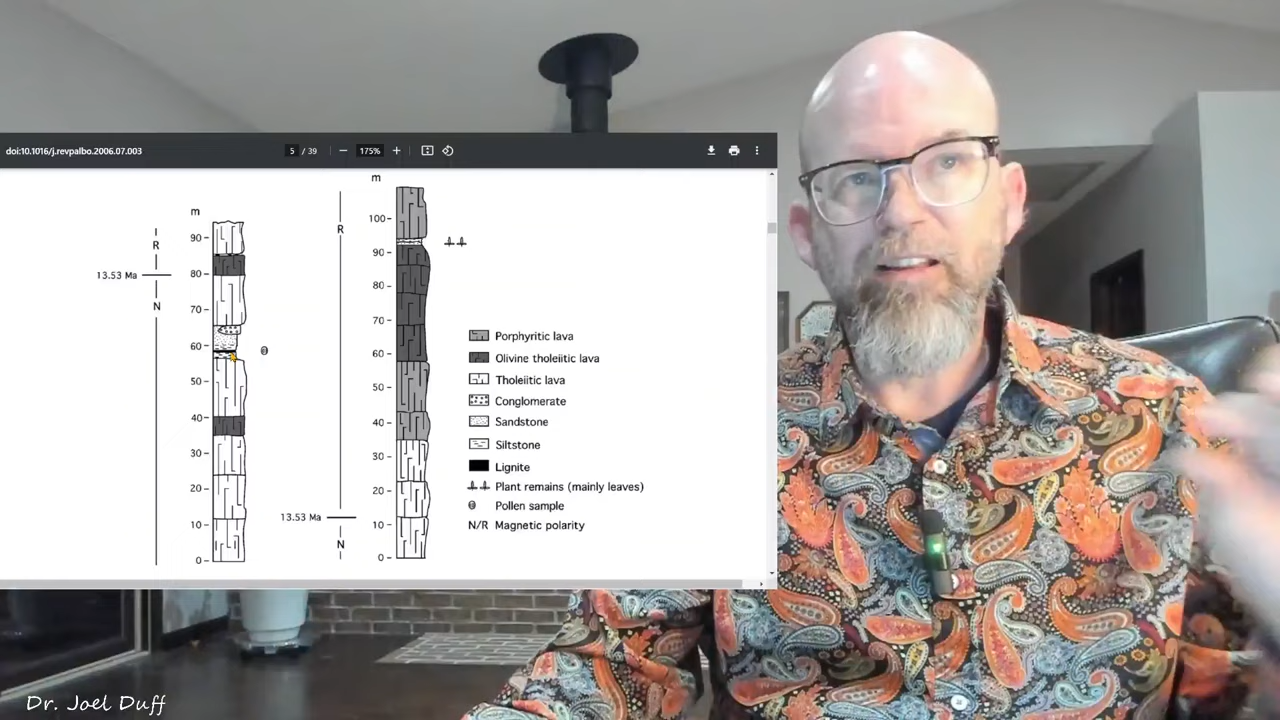 doi:10.1016/j.revpalbo.2006.07.003
5 / 39
175%
m
90
80
70
60
50
40
30
20
10
0
R
13.53 Ma
N
m
100
90
80
70
60
50
40
30
20
10
0
R
13.53 Ma
N
Porphyritic lava
Olivine tholeiitic lava
Tholeiitic lava
Conglomerate
Sandstone
Siltstone
Lignite
Plant remains (mainly leaves)
Pollen sample
N/R Magnetic polarity
Dr. Joel Duff